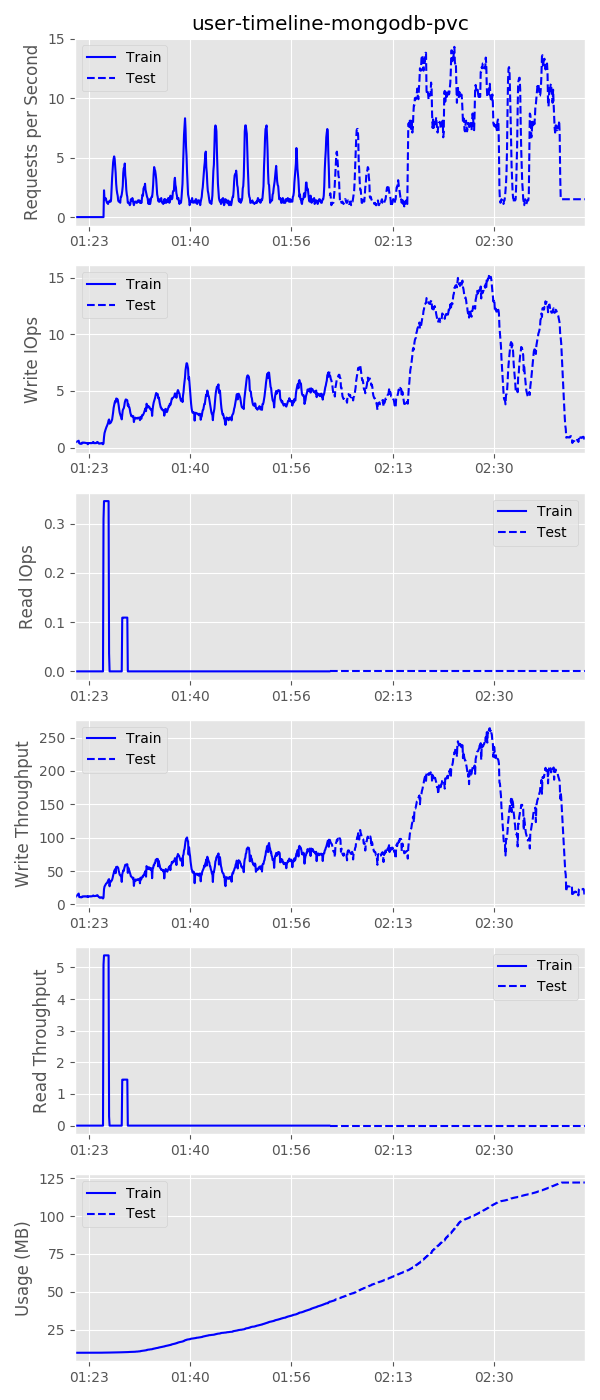 user-timeline-mongodb-pvc
Requests per Second
15
10
5
0
Train
Test
01:23 01:40 01:56 02:13 02:30
Write IOps
15
10
5
0
Train
Test
01:23 01:40 01:56 02:13 02:30
Read IOps
0.3
0.2
0.1
0.0
Train
Test
01:23 01:40 01:56 02:13 02:30
Write Throughput
250
200
150
100
50
0
Train
Test
01:23 01:40 01:56 02:13 02:30
Read Throughput
5
4
3
2
1
0
Train
Test
01:23 01:40 01:56 02:13 02:30
Usage (MB)
125
100
75
50
25
Train
Test
01:23 01:40 01:56 02:13 02:30